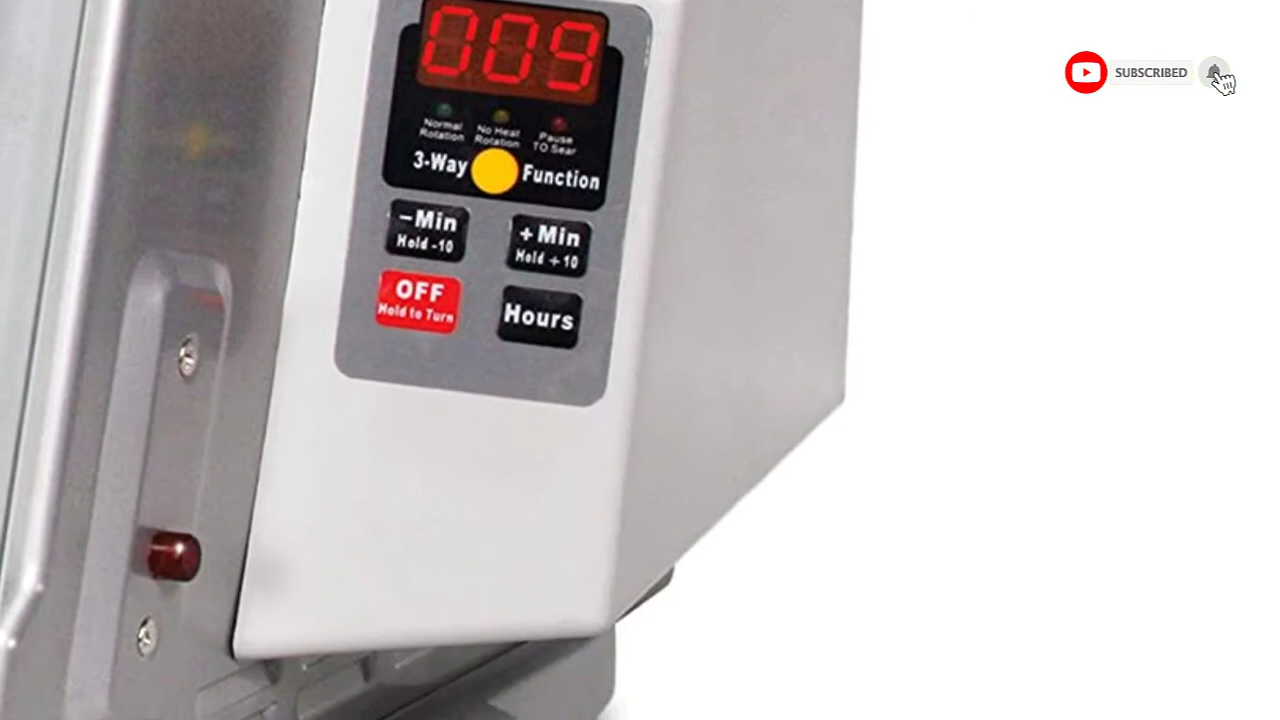 009
SUBSCRIBED
Normal
Rotation
No Heat
Rotation
Pause
TO Sear
3-Way Function
-Min
Hold -10
+Min
Hold +10
OFF
Hold to Turn
Hours